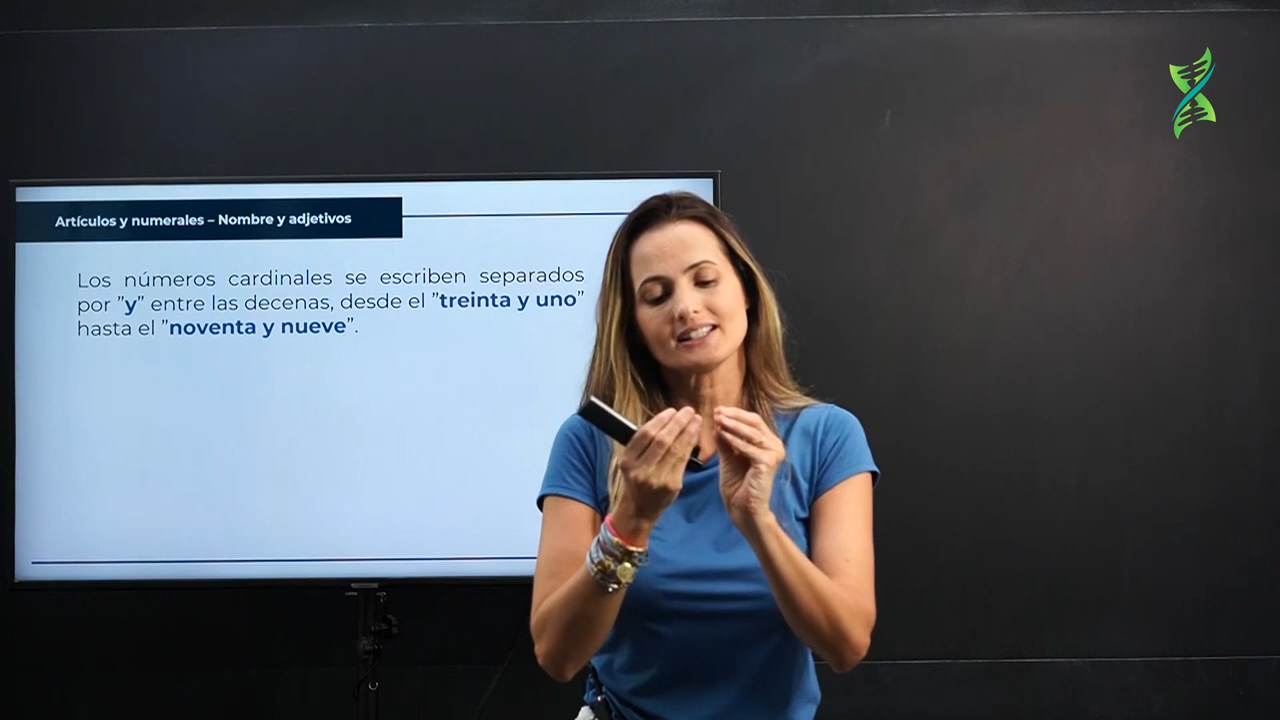 Artículos y numerales – Nombre y adjetivos
Los números cardinales se escriben separados
por "y" entre las decenas, desde el "treinta y uno"
hasta el "noventa y nueve".